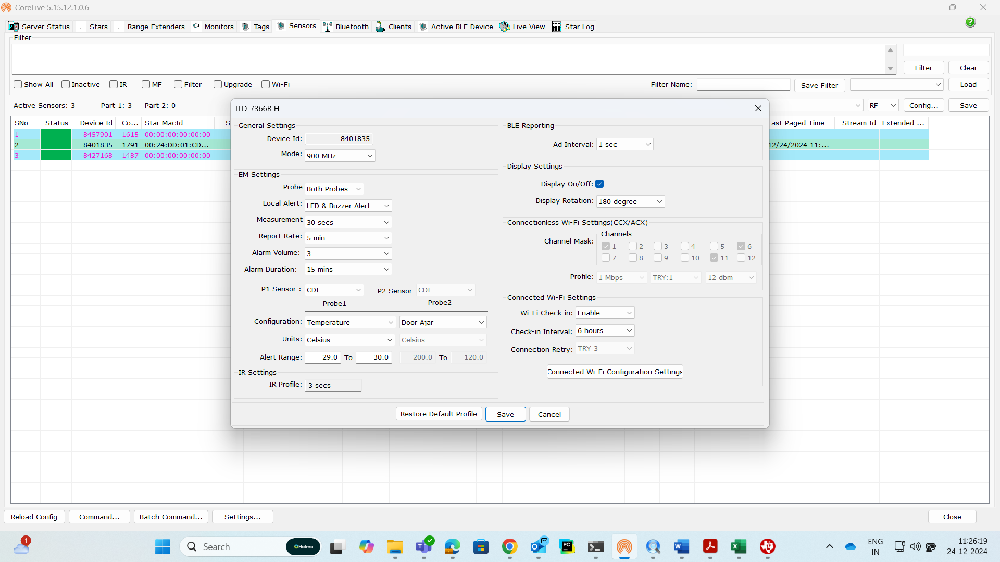 CoreLive 5.15.12.1.0.6
Server Status Stars Range Extenders Monitors Tags Sensors Bluetooth Clients Active BLE Device Live View Star Log ?
Filter
Filter Clear
Show All Inactive IR MF Filter Upgrade Wi-Fi Filter Name: Save Filter Load
Active Sensors: 3 Part 1: 3 Part 2: 0 RF Config... Save
SNo Status Device Id Co... Star MacId S Last Paged Time Stream Id Extended ...
1 8457901 1615 00:00:00:00:00:00
2 8401835 1791 00:24:DD:01:CD... 12/24/2024 11:...
3 8427168 1487 00:00:00:00:00:00
ITD-7366R H
General Settings
Device Id: 8401835
Mode: 900 MHz
EM Settings
Probe Both Probes
Local Alert: LED & Buzzer Alert
Measurement 30 secs
Report Rate: 5 min
Alarm Volume: 3
Alarm Duration: 15 mins
P1 Sensor : CDI P2 Sensor CDI
Probe1 Probe2
Configuration: Temperature Door Ajar
Units: Celsius Celsius
Alert Range: 29.0 To 30.0 -200.0 To 120.0
IR Settings
IR Profile: 3 secs
BLE Reporting
Ad Interval: 1 sec
Display Settings
Display On/Off:
Display Rotation: 180 degree
Connectionless Wi-Fi Settings(CCX/ACX)
Channels
Channel Mask: 1 2 3 4 5 6
7 8 9 10 11 12
Profile: 1 Mbps TRY:1 12 dbm
Connected Wi-Fi Settings
Wi-Fi Check-in: Enable
Check-in Interval: 6 hours
Connection Retry: TRY 3
Connected Wi-Fi Configuration Settings
Restore Default Profile Save Cancel
Reload Config Command... Batch Command... Settings... Close
1 Search Halma PC ENG 11:26:19
IN 24-12-2024